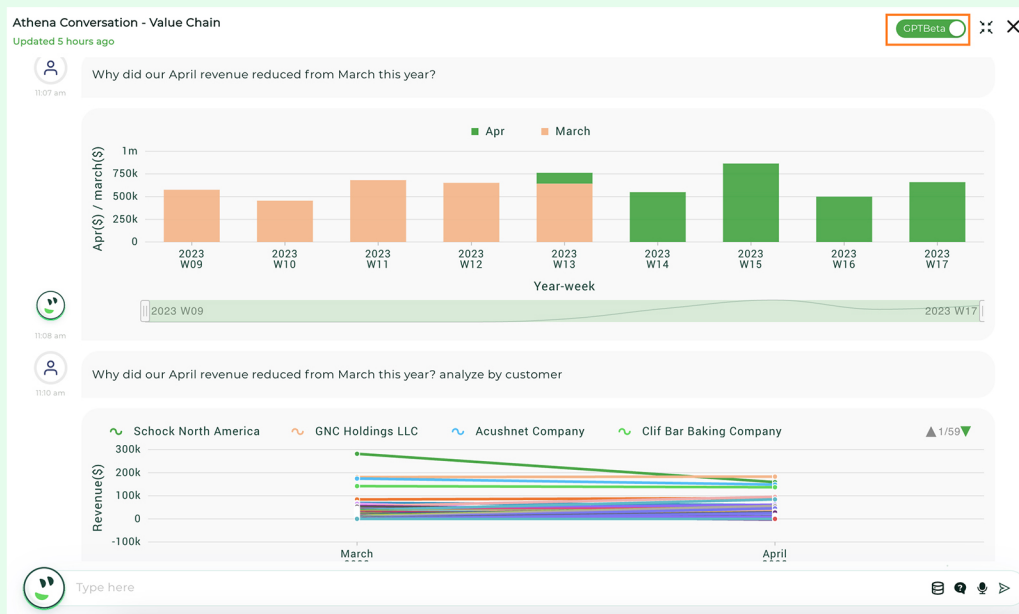 Athena Conversation - Value Chain
Updated 5 hours ago
GPTBeta
Why did our April revenue reduced from March this year?
11:07 am
Apr
March
Apr($) / march($)
1m
750k
500k
250k
0
2023 W09
2023 W10
2023 W11
2023 W12
2023 W13
2023 W14
2023 W15
2023 W16
2023 W17
Year-week
2023 W09
2023 W17
11:08 am
Why did our April revenue reduced from March this year? analyze by customer
11:10 am
Schock North America
GNC Holdings LLC
Acushnet Company
Clif Bar Baking Company
1/59
Revenue($)
300k
200k
100k
0
-100k
March
April
Type here